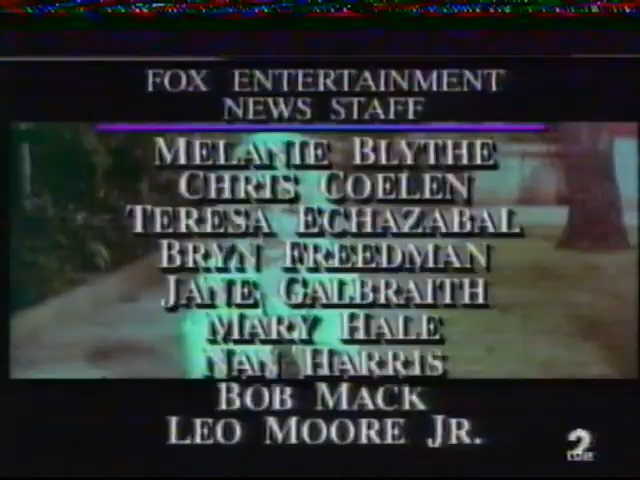 FOX ENTERTAINMENT
NEWS STAFF
MELANIE BLYTHE
CHRIS COELEN
TERESA ECHAZABAL
BRYN FREEDMAN
JANE GALBRAITH
MARY HALE
NAN HARRIS
BOB MACK
LEO MOORE JR.
2